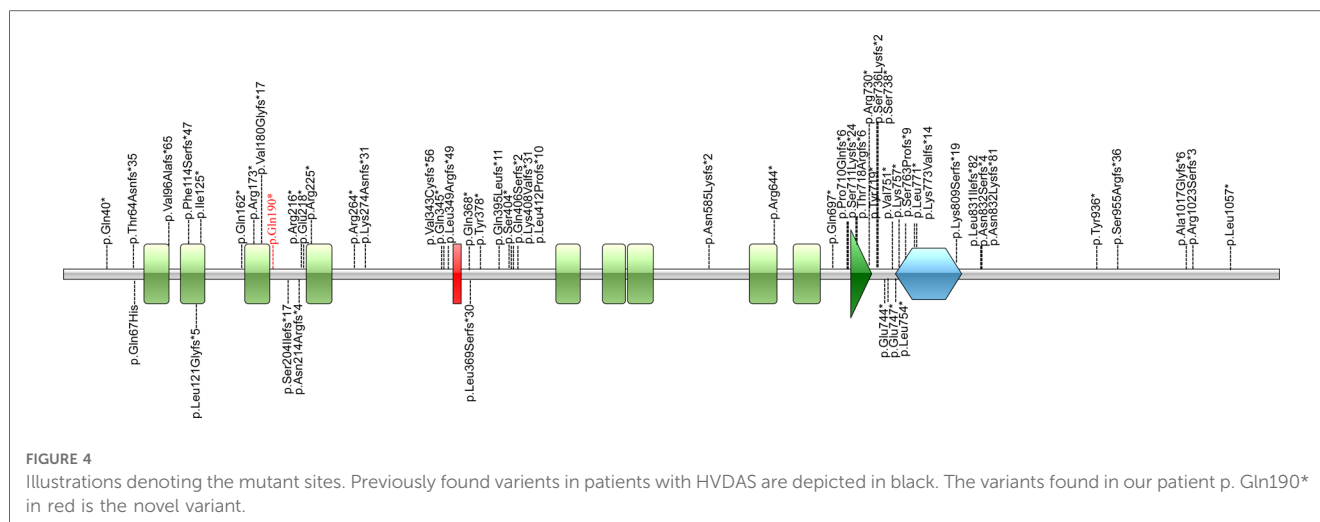 p.Gln40*
p.Thr64Asnfs*35
p.Val96Alafs*65
p.Phe114Serfs*47
p.Ile125*
p.Gln162*
p.Arg173*
p.Val180Glyfs*17
p.Gln190*
p.Arg216*
p.Glu218*
p.Arg225*
p.Arg264*
p.Lys274Asnfs*31
p.Val343Cysfs*56
p.Gln345*
p.Leu349Argfs*49
p.Gln368*
p.Tyr378*
p.Gln395Leufs*11
p.Ser404*
p.Gln406Serfs*2
p.Lys408Valfs*31
p.Leu412Profs*10
p.Asn585Lysfs*2
p.Arg644*
p.Gln697*
p.Pro710Glnfs*6
p.Ser711Lysfs*24
p.Thr718Argfs*6
p.Tyr719*
p.Arg730*
p.Ser736Lysfs*2
p.Ser738*
p.Val751*
p.Lys757*
p.Ser763Profs*9
p.Leu771*
p.Lys773Valfs*14
p.Lys809Serfs*19
p.Leu831Ilefs*82
p.Asn832Serfs*4
p.Asn832Lysfs*81
p.Tyr936*
p.Ser955Argfs*36
p.Ala1017Glyfs*6
p.Arg1023Serfs*3
p.Leu1057*
p.Gln67His
p.Leu121Glyfs*5
p.Ser204Ilefs*17
p.Asn214Argfs*4
p.Leu369Serfs*30
p.Glu744*
p.Glu747*
p.Leu754*
FIGURE 4
Illustrations denoting the mutant sites. Previously found varients in patients with HVDAS are depicted in black. The variants found in our patient p. Gln190*
in red is the novel variant.